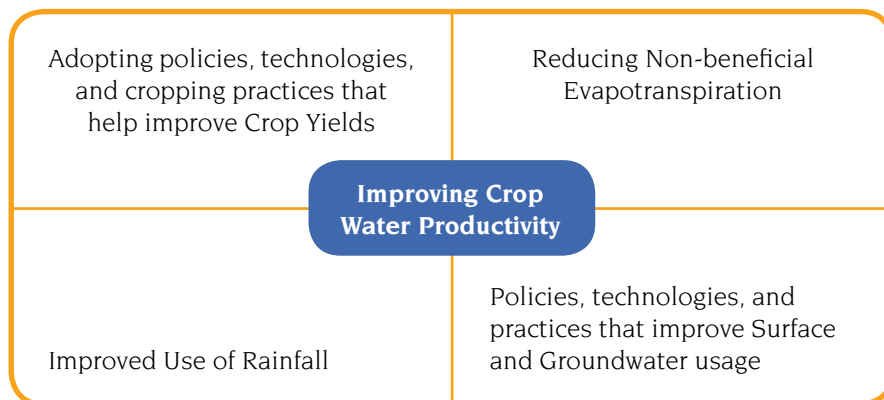 Adopting policies, technologies,
and cropping practices that
help improve Crop Yields
Reducing Non-beneficial
Evapotranspiration
Improving Crop
Water Productivity
Improved Use of Rainfall
Policies, technologies, and
practices that improve Surface
and Groundwater usage